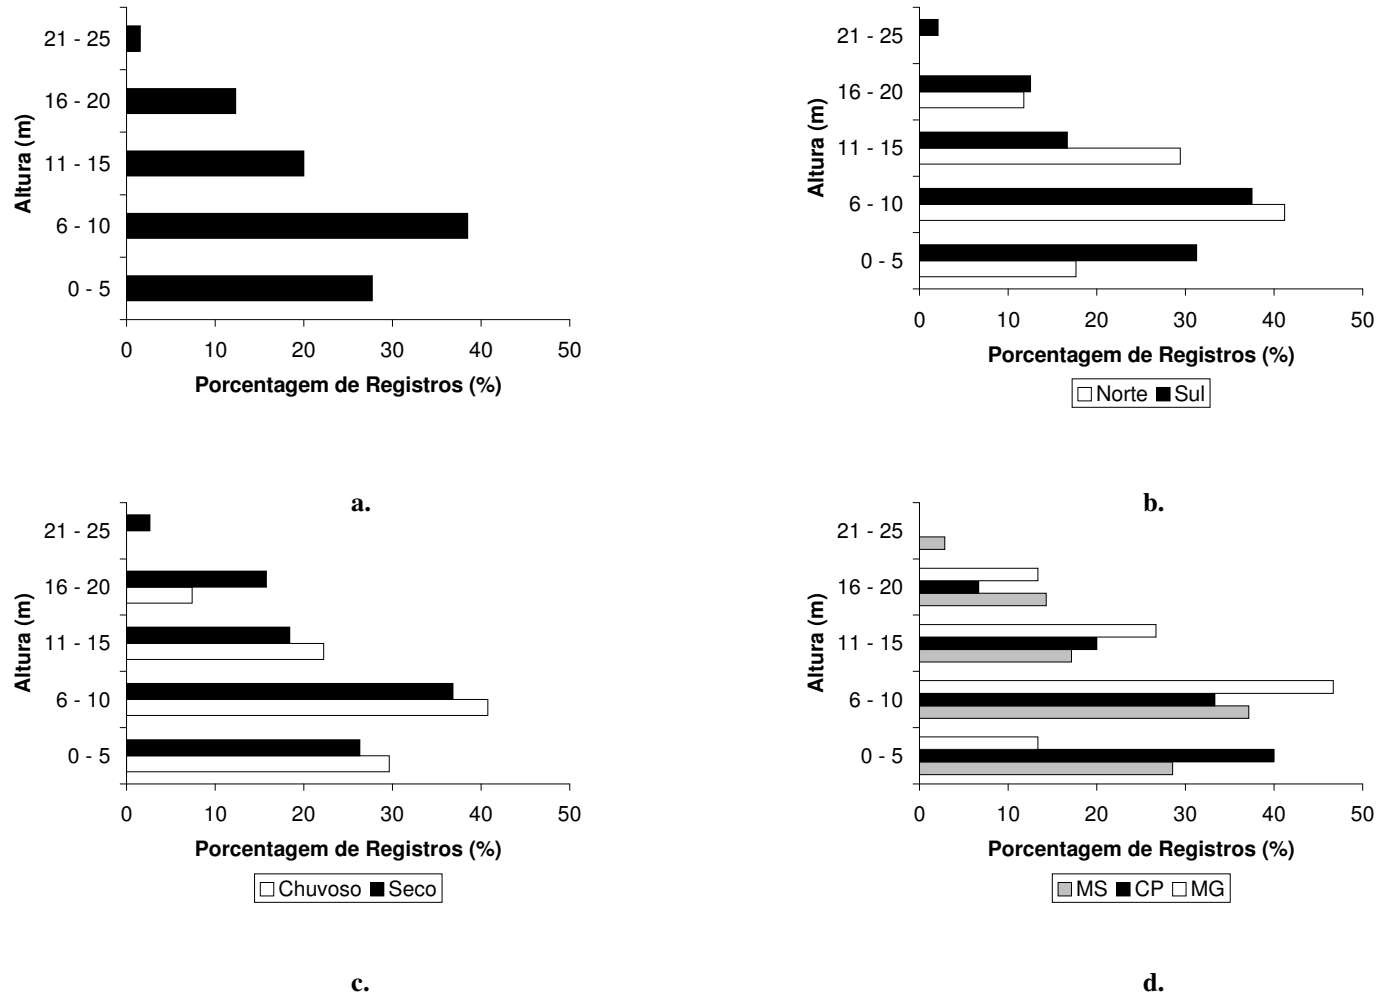 21 - 25
16 - 20
11 - 15
6 - 10
0 - 5
Altura (m)
0 10 20 30 40 50
Porcentagem de Registros (%)
a.
21 - 25
16 - 20
11 - 15
6 - 10
0 - 5
Altura (m)
0 10 20 30 40 50
Porcentagem de Registros (%)
Norte Sul
b.
21 - 25
16 - 20
11 - 15
6 - 10
0 - 5
Altura (m)
0 10 20 30 40 50
Porcentagem de Registros (%)
Chuvoso Seco
c.
21 - 25
16 - 20
11 - 15
6 - 10
0 - 5
Altura (m)
0 10 20 30 40 50
Porcentagem de Registros (%)
MS CP MG
d.